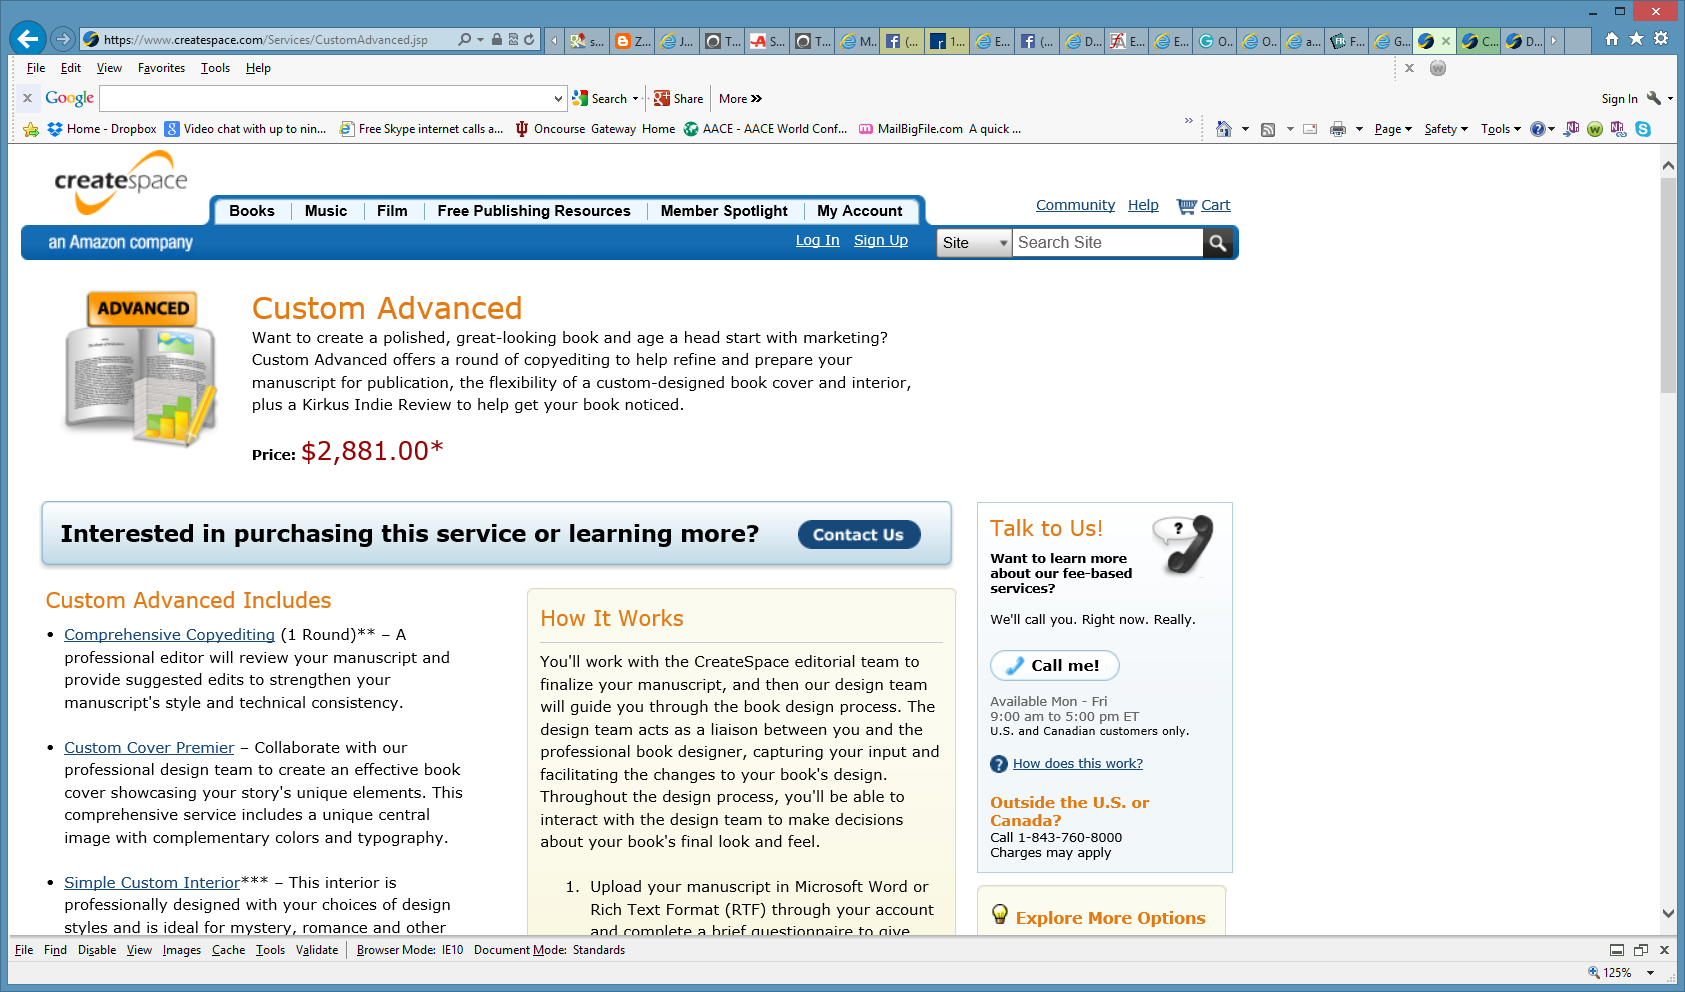 https://www.createspace.com/Services/CustomAdvanced.jsp
s...
Z...
J...
T...
S...
T...
M...
(...
1...
E...
(...
D...
E...
E...
O..
O..
a...
F...
G...
C...
D...
File Edit View Favorites Tools Help
Google
Search
Share
More »
Sign In
Home - Dropbox
Video chat with up to nin...
Free Skype internet calls a...
Oncourse Gateway Home
AACE - AACE World Conf...
MailBigFile.com A quick ...
»
Page
Safety
Tools
createspace
Books
Music
Film
Free Publishing Resources
Member Spotlight
My Account
Community
Help
Cart
an Amazon company
Log In
Sign Up
Site
Search Site
ADVANCED
Custom Advanced
Want to create a polished, great-looking book and age a head start with marketing?
Custom Advanced offers a round of copyediting to help refine and prepare your
manuscript for publication, the flexibility of a custom-designed book cover and interior,
plus a Kirkus Indie Review to help get your book noticed.
Price: $2,881.00*
Interested in purchasing this service or learning more?
Contact Us
Custom Advanced Includes
• Comprehensive Copyediting (1 Round)** – A
professional editor will review your manuscript and
provide suggested edits to strengthen your
manuscript's style and technical consistency.
• Custom Cover Premier – Collaborate with our
professional design team to create an effective book
cover showcasing your story's unique elements. This
comprehensive service includes a unique central
image with complementary colors and typography.
• Simple Custom Interior*** – This interior is
professionally designed with your choices of design
styles and is ideal for mystery, romance and other
How It Works
You'll work with the CreateSpace editorial team to
finalize your manuscript, and then our design team
will guide you through the book design process. The
design team acts as a liaison between you and the
professional book designer, capturing your input and
facilitating the changes to your book's design.
Throughout the design process, you'll be able to
interact with the design team to make decisions
about your book's final look and feel.
1. Upload your manuscript in Microsoft Word or
Rich Text Format (RTF) through your account
and complete a brief questionnaire to give
Talk to Us!
Want to learn more
about our fee-based
services?
We'll call you. Right now. Really.
Call me!
Available Mon - Fri
9:00 am to 5:00 pm ET
U.S. and Canadian customers only.
How does this work?
Outside the U.S. or
Canada?
Call 1-843-760-8000
Charges may apply
Explore More Options
File Find Disable View Images Cache Tools Validate
Browser Mode: IE10
Document Mode: Standards
125%